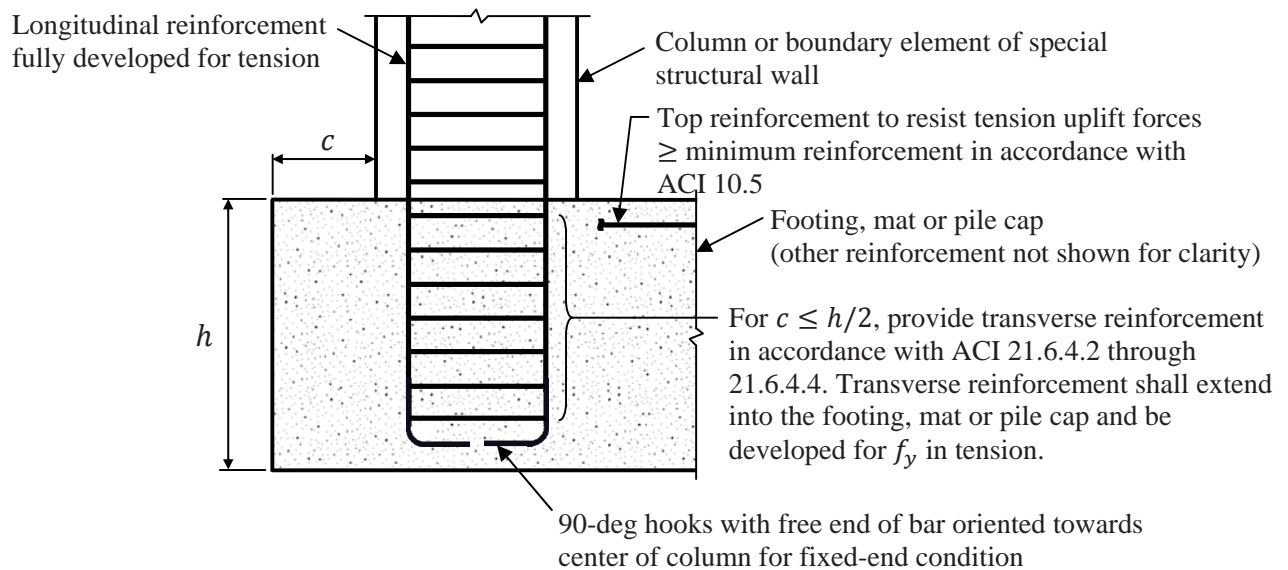 Longitudinal reinforcement
fully developed for tension
Column or boundary element of special
structural wall
Top reinforcement to resist tension uplift forces
≥ minimum reinforcement in accordance with
ACI 10.5
c
Footing, mat or pile cap
(other reinforcement not shown for clarity)
h
For c ≤ h/2, provide transverse reinforcement
in accordance with ACI 21.6.4.2 through
21.6.4.4. Transverse reinforcement shall extend
into the footing, mat or pile cap and be
developed for fy in tension.
90-deg hooks with free end of bar oriented towards
center of column for fixed-end condition